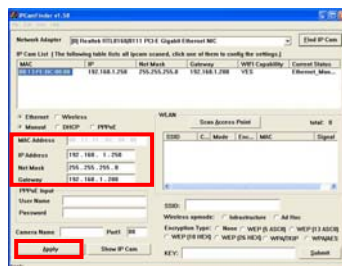 IPCamFinder v1.50
Network Adapter [0] Realtek RTL8168/8111 PCI-E Gigabit Ethernet NIC Find IP Cam
IP Cam List (The following table lists all ipcam scaned, click one of them to config the settings.)
MAC IP Net Mask Gateway WIFI Capability Current Status
192.168.1.250 255.255.255.0 192.168.1.200 YES Ethernet_Man...
Ethernet Wireless
Manual DHCP PPPoE
WLAN
Scan Access Point total: 0
SSID C... Mode Enc... MAC Signal
MAC Address
IP Address 192 . 168 . 1 . 250
Net Mask 255 . 255 . 255 . 0
Gateway 192 . 168 . 1 . 200
PPPoE Input
User Name
Password
Camera Name Port1 80
Apply Show IP Cam
SSID:
Wireless opmode: Infrastructure Ad Hoc
Encryption Type: None WEP (5 ASCII) WEP (13 ASCII)
WEP (10 HEX) WEP (26 HEX) WPA/TKIP WPA/AES
KEY: Submit